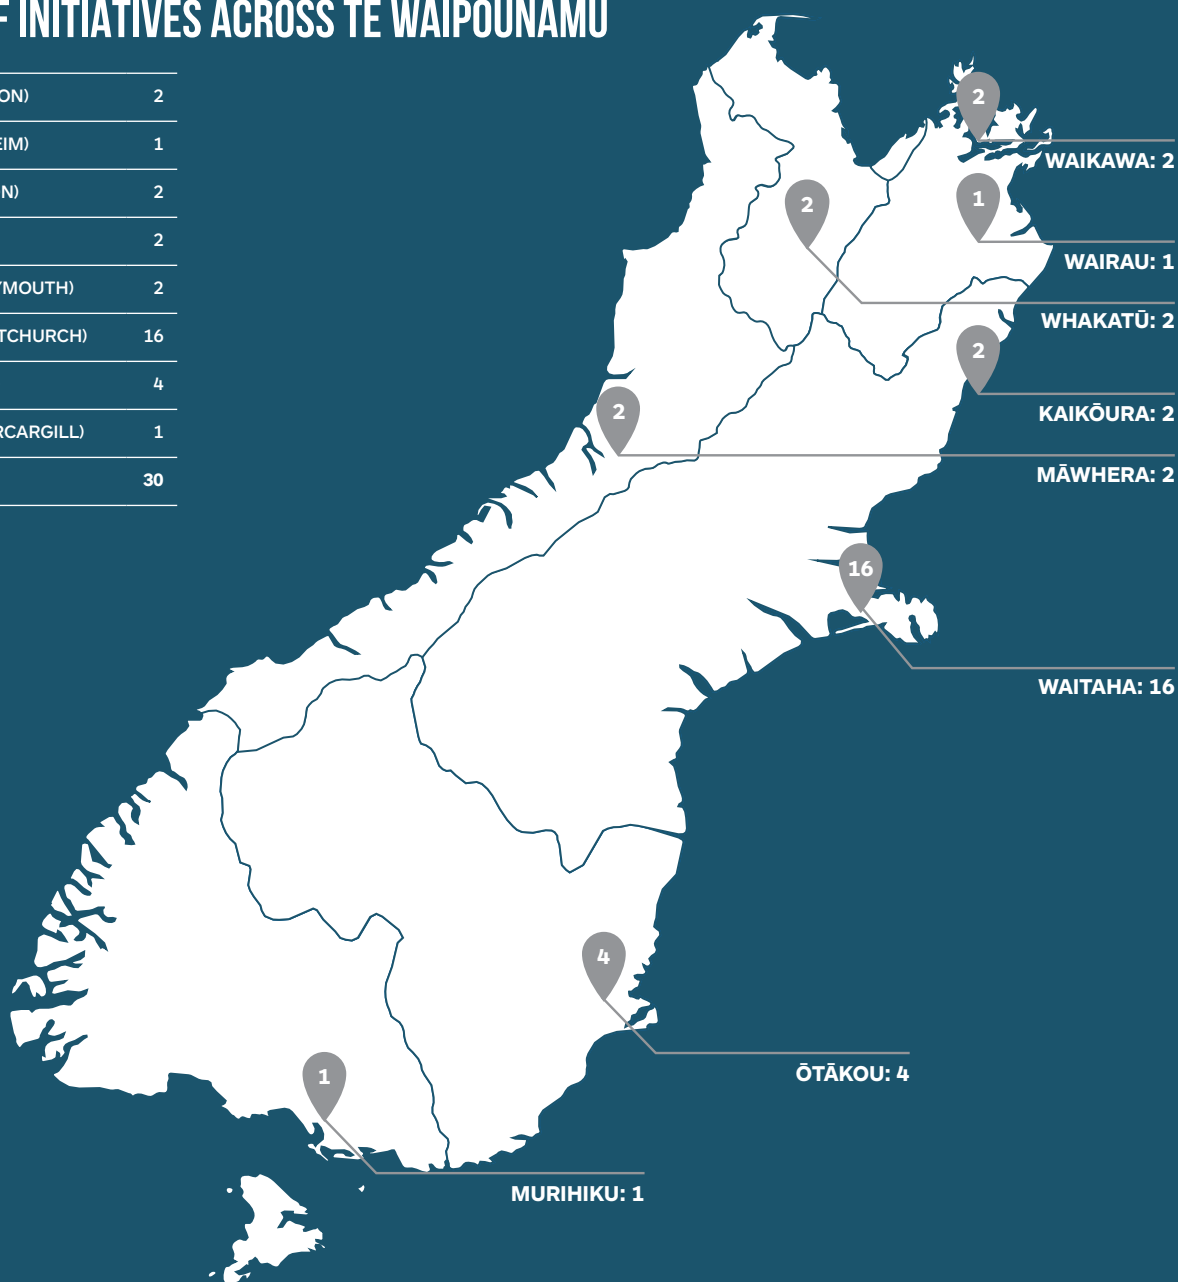 F INITIATIVES ACROSS TE WAIPOUNAMU
ON) 2
EIM) 1
N) 2
2
YMOUTH) 2
TCHURCH) 16
4
RCARGILL) 1
30
2
WAIKAWA: 2
1
WAIRAU: 1
2
WHAKATŪ: 2
2
KAIKŌURA: 2
2
MĀWHERA: 2
16
WAITAHA: 16
4
ŌTĀKOU: 4
1
MURIHIKU: 1